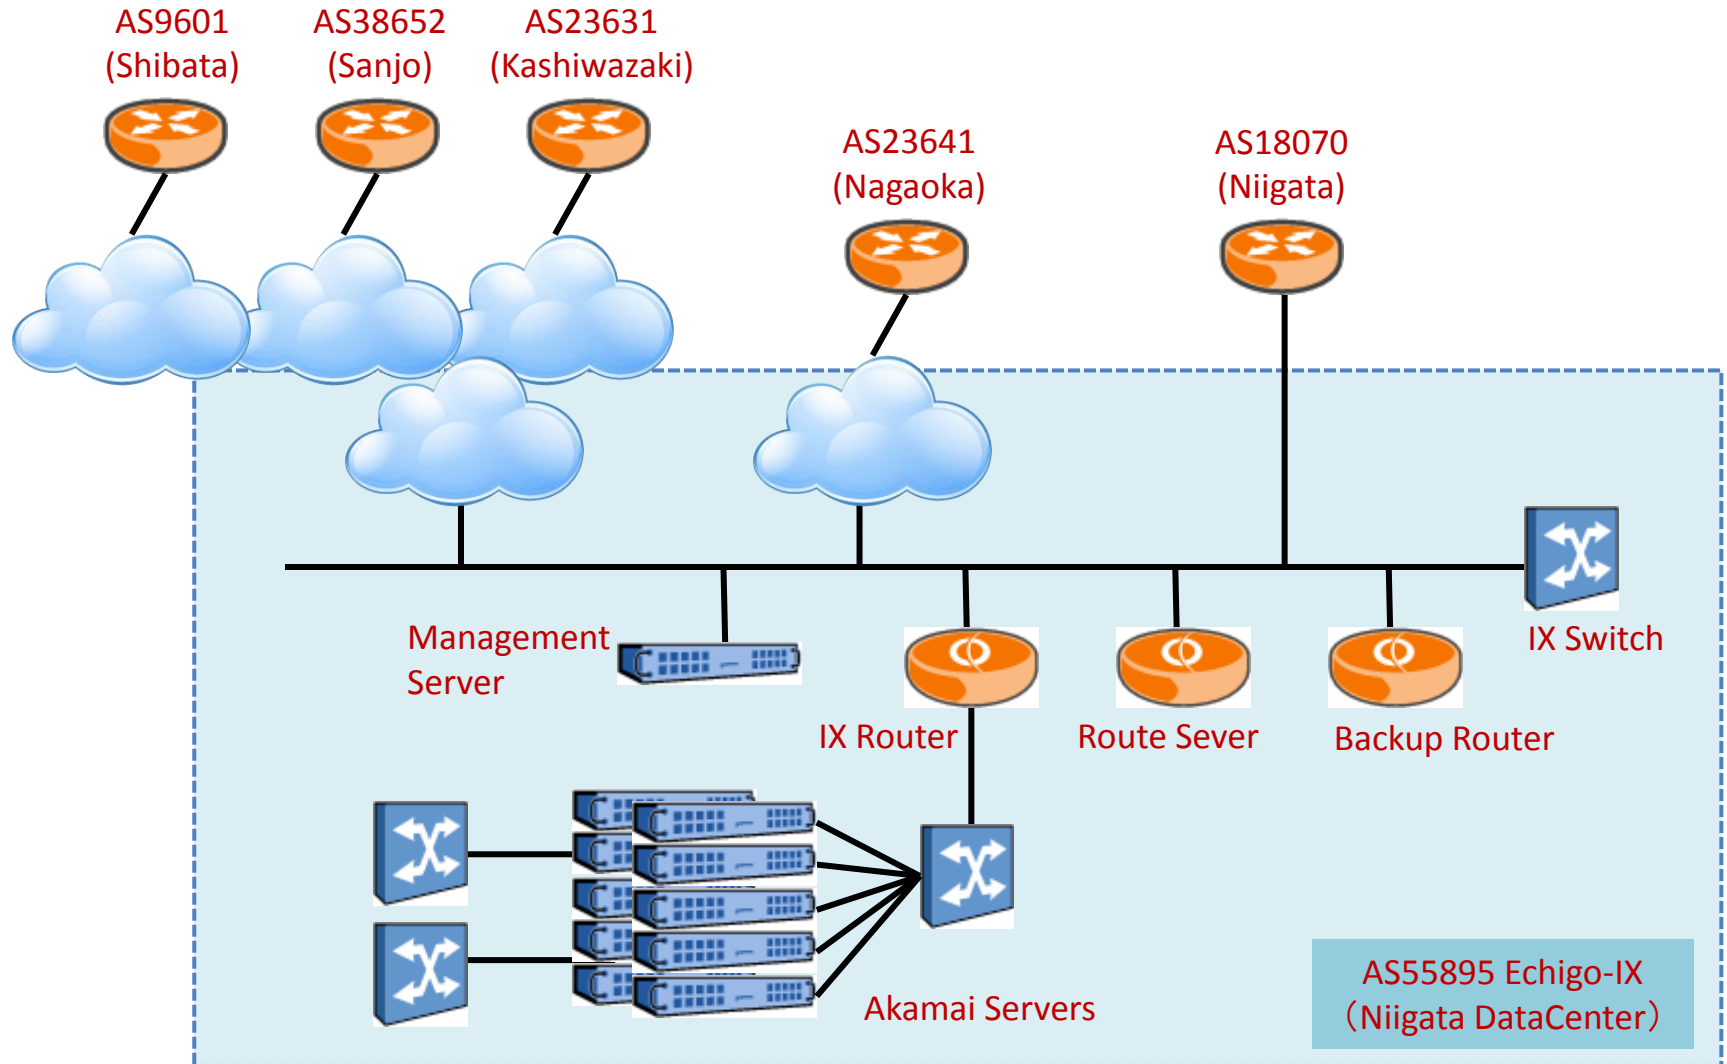 AS9601
(Shibata)
AS38652
(Sanjo)
AS23631
(Kashiwazaki)
AS23641
(Nagaoka)
AS18070
(Niigata)
Management
Server
IX Router
Route Sever
Backup Router
IX Switch
Akamai Servers
AS55895 Echigo-IX
（Niigata DataCenter）